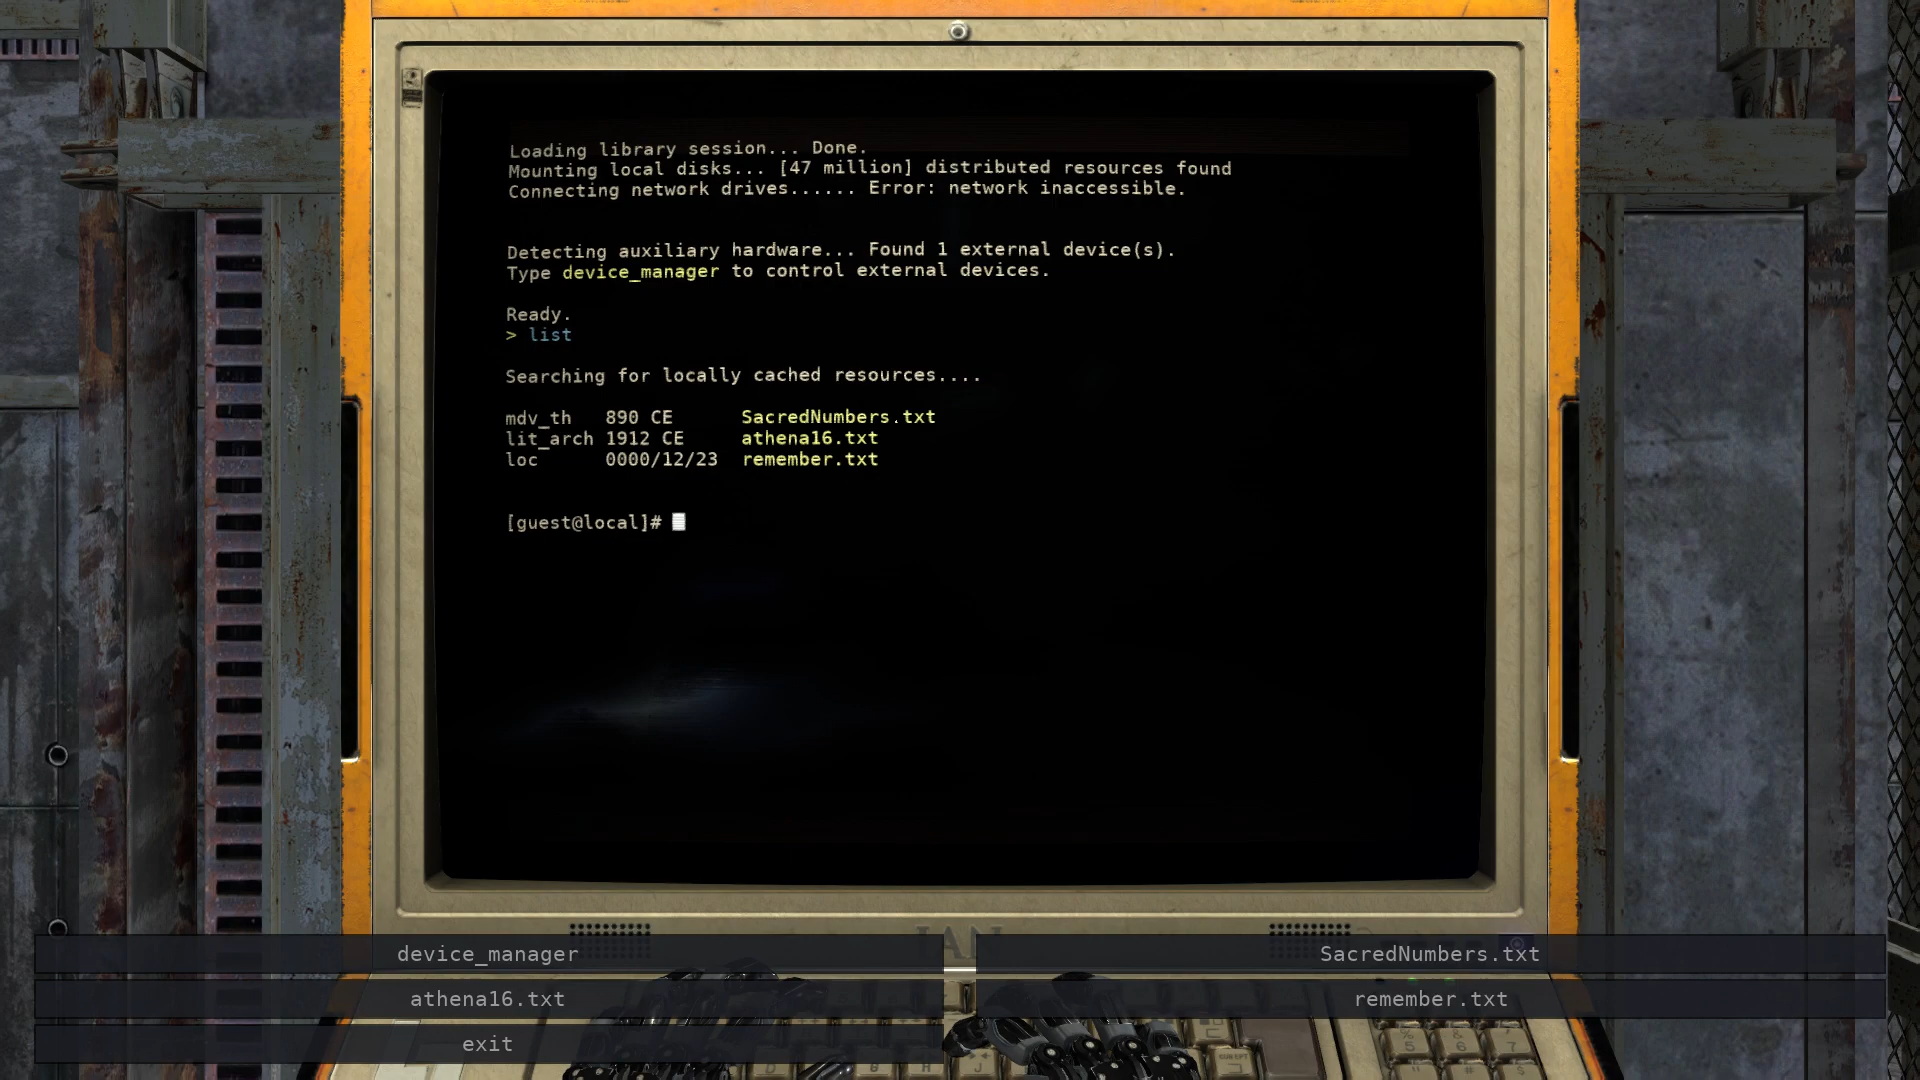 Loading library session... Done.
Mounting local disks... [47 million] distributed resources found
Connecting network drives...... Error: network inaccessible.
Detecting auxiliary hardware... Found 1 external device(s).
Type device_manager to control external devices.
Ready.
> list
Searching for locally cached resources....
mdv_th 890 CE SacredNumbers.txt
lit_arch 1912 CE athena16.txt
loc 0000/12/23 remember.txt
[guest@local]#
IAN
device_manager SacredNumbers.txt
athena16.txt remember.txt
exit